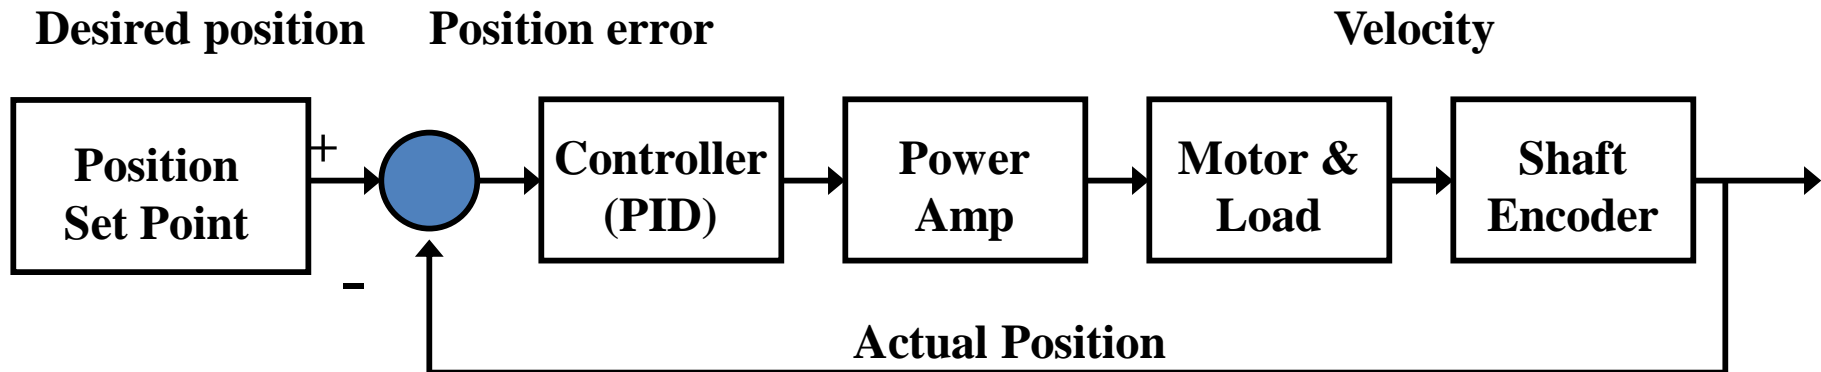 Desired position
Position error
Velocity
Position
Set Point
+
-
Controller
(PID)
Power
Amp
Motor &
Load
Shaft
Encoder
Actual Position